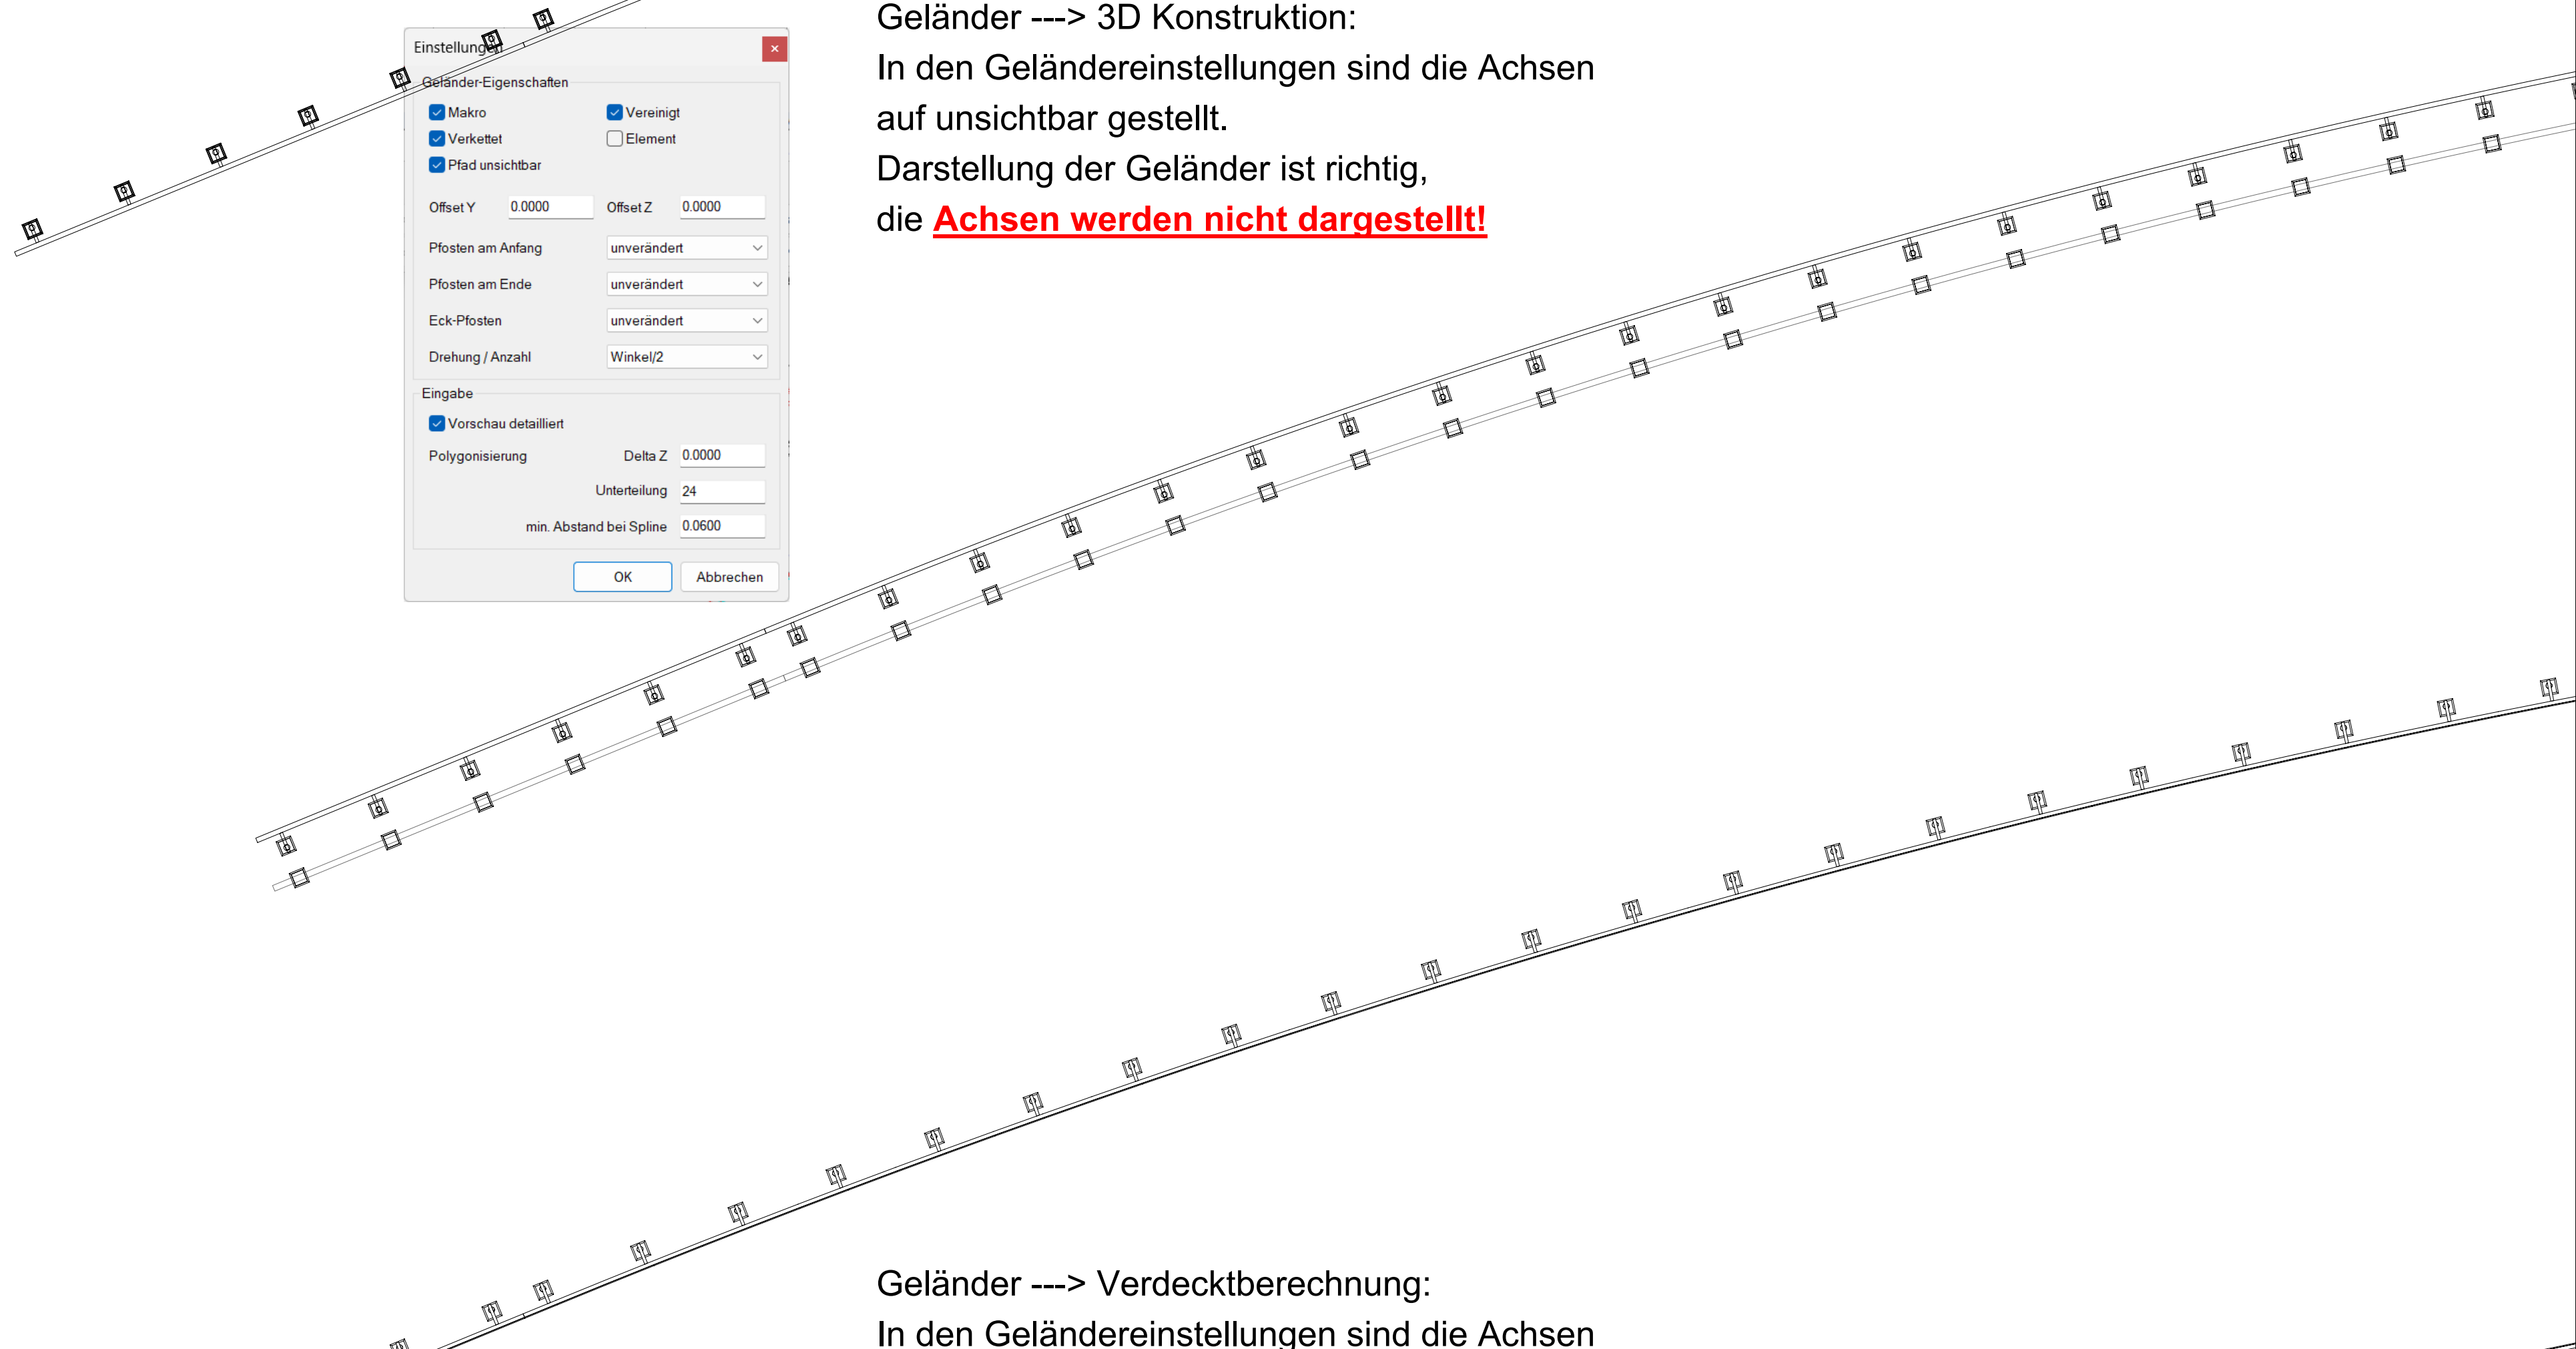 Geländer ---> 3D Konstruktion:
In den Geländereinstellungen sind die Achsen
auf unsichtbar gestellt.
Darstellung der Geländer ist richtig,
die Achsen werden nicht dargestellt!
Einstellungen
Geländer-Eigenschaften
Makro Vereinigt
Verkettet Element
Pfad unsichtbar
Offset Y 0.0000 Offset Z 0.0000
Pfosten am Anfang unverändert
Pfosten am Ende unverändert
Eck-Pfosten unverändert
Drehung / Anzahl Winkel/2
Eingabe
Vorschau detailliert
Polygonisierung Delta Z 0.0000
Unterteilung 24
min. Abstand bei Spline 0.0600
OK Abbrechen
Geländer ---> Verdecktberechnung:
In den Geländereinstellungen sind die Achsen